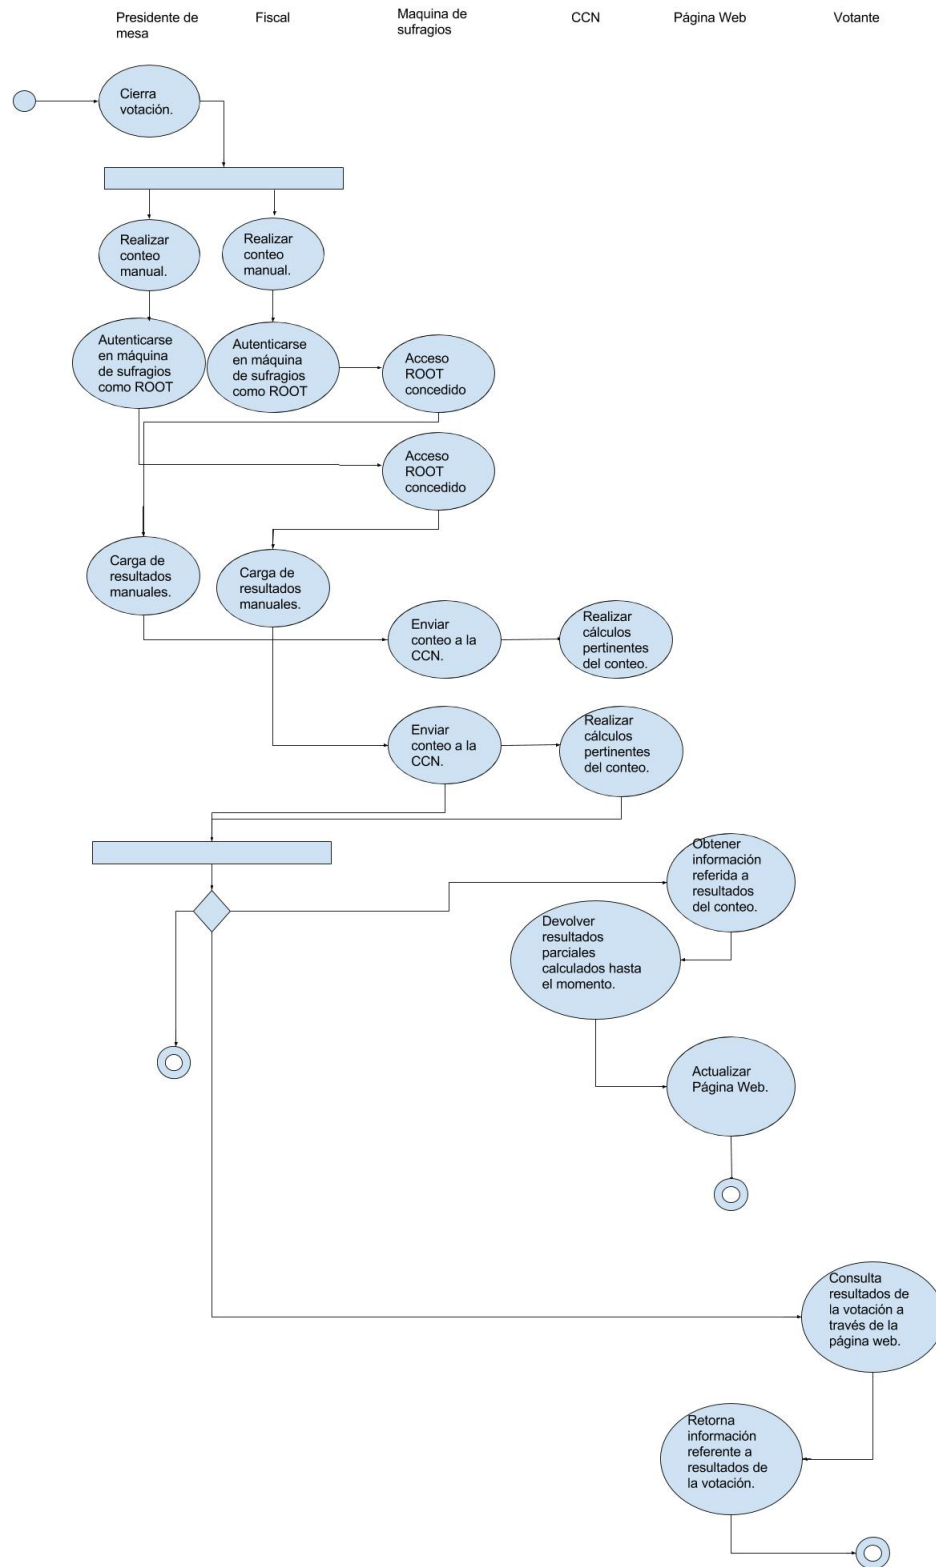 Presidente de
mesa
Fiscal
Maquina de
sufragios
CCN
Página Web
Votante
Cierra
votación.
Realizar
conteo
manual.
Realizar
conteo
manual.
Autenticarse
en máquina
de sufragios
como ROOT
Autenticarse
en máquina
de sufragios
como ROOT
Acceso
ROOT
concedido
Acceso
ROOT
concedido
Carga de
resultados
manuales.
Carga de
resultados
manuales.
Enviar
conteo a la
CCN.
Realizar
cálculos
pertinentes
del conteo.
Enviar
conteo a la
CCN.
Realizar
cálculos
pertinentes
del conteo.
Obtener
información
referida a
resultados
del conteo.
Devolver
resultados
parciales
calculados hasta
el momento.
Actualizar
Página Web.
Consulta
resultados de
la votación a
través de la
página web.
Retorna
información
referente a
resultados de
la votación.